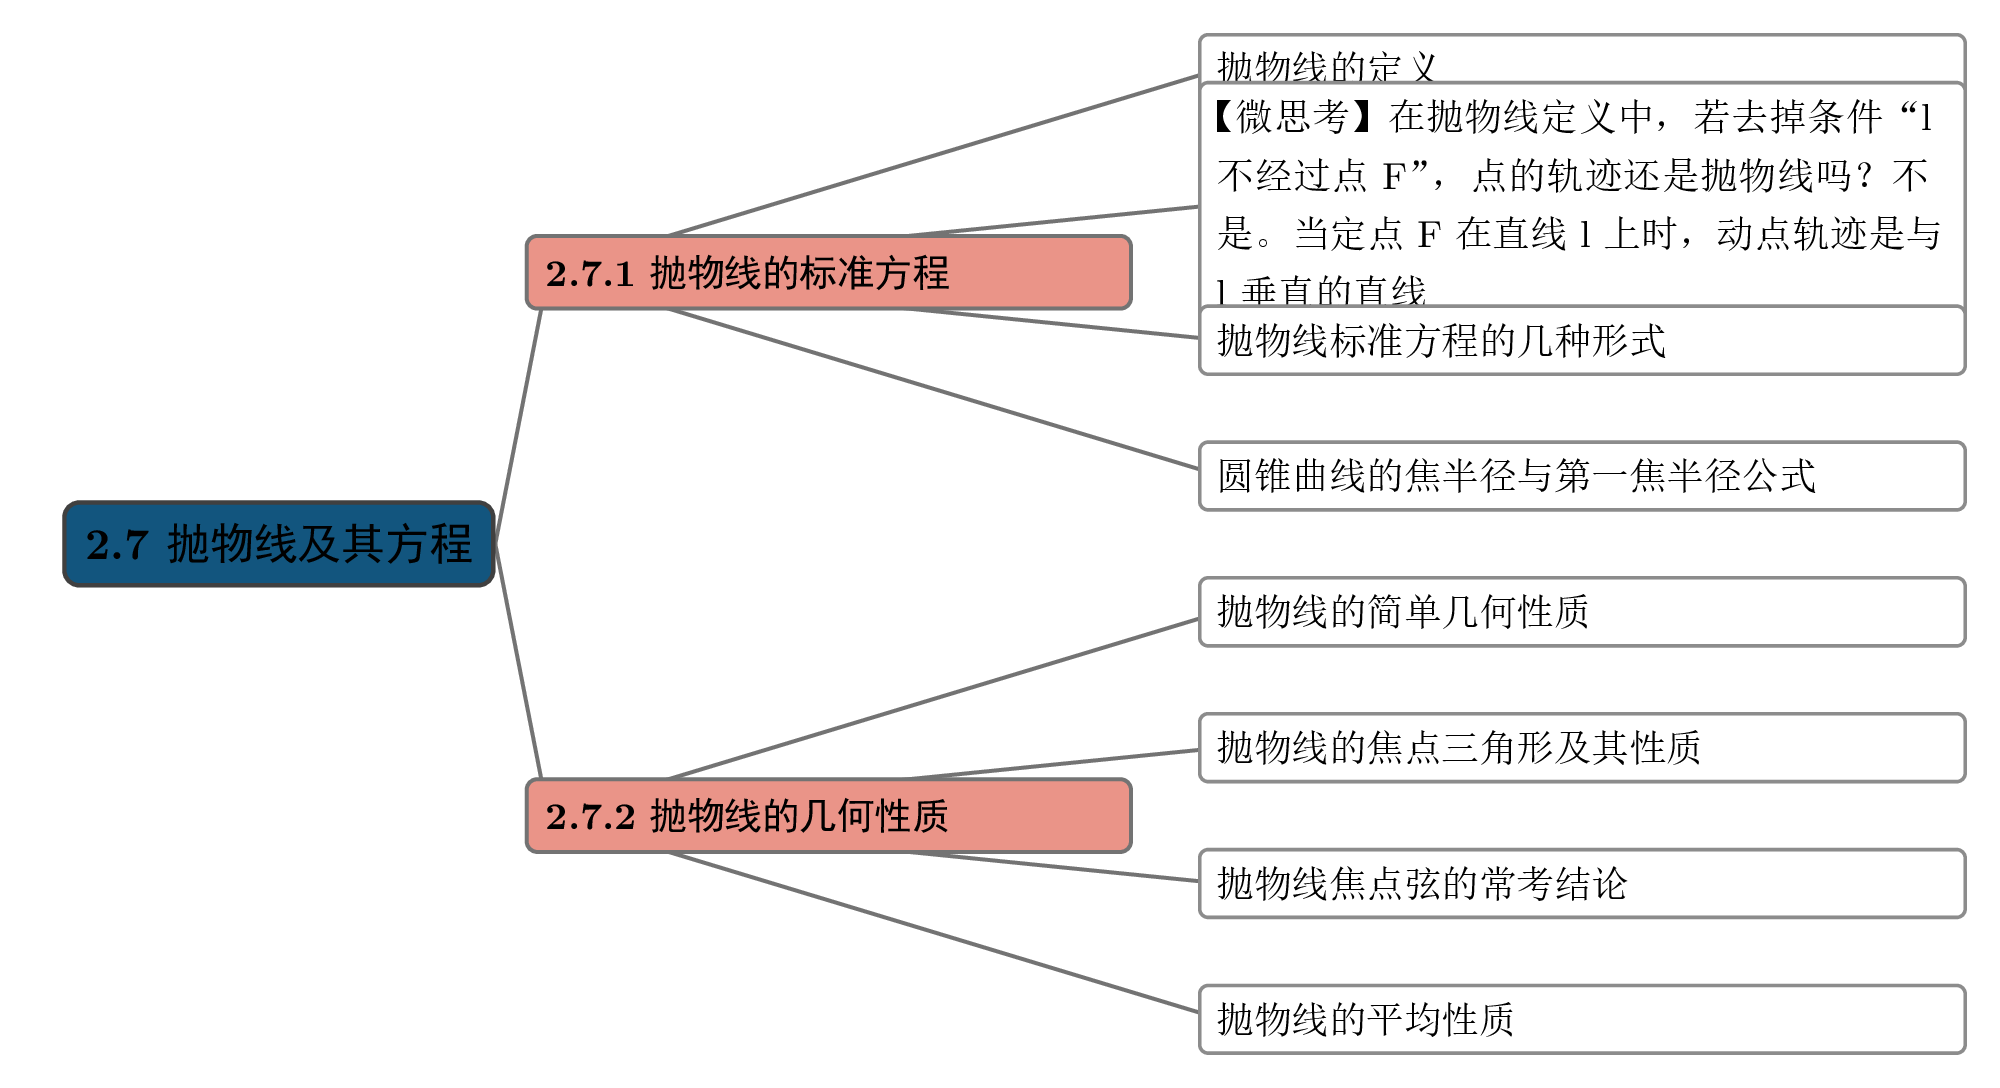 抛物线的定义
【微思考】在抛物线定义中，若去掉条件“l
不经过点 F”，点的轨迹还是抛物线吗？不
是。当定点 F 在直线 l 上时，动点轨迹是与
l 垂直的直线
2.7.1 抛物线的标准方程
抛物线标准方程的几种形式
圆锥曲线的焦半径与第一焦半径公式
2.7 抛物线及其方程
抛物线的简单几何性质
抛物线的焦点三角形及其性质
2.7.2 抛物线的几何性质
抛物线焦点弦的常考结论
抛物线的平均性质